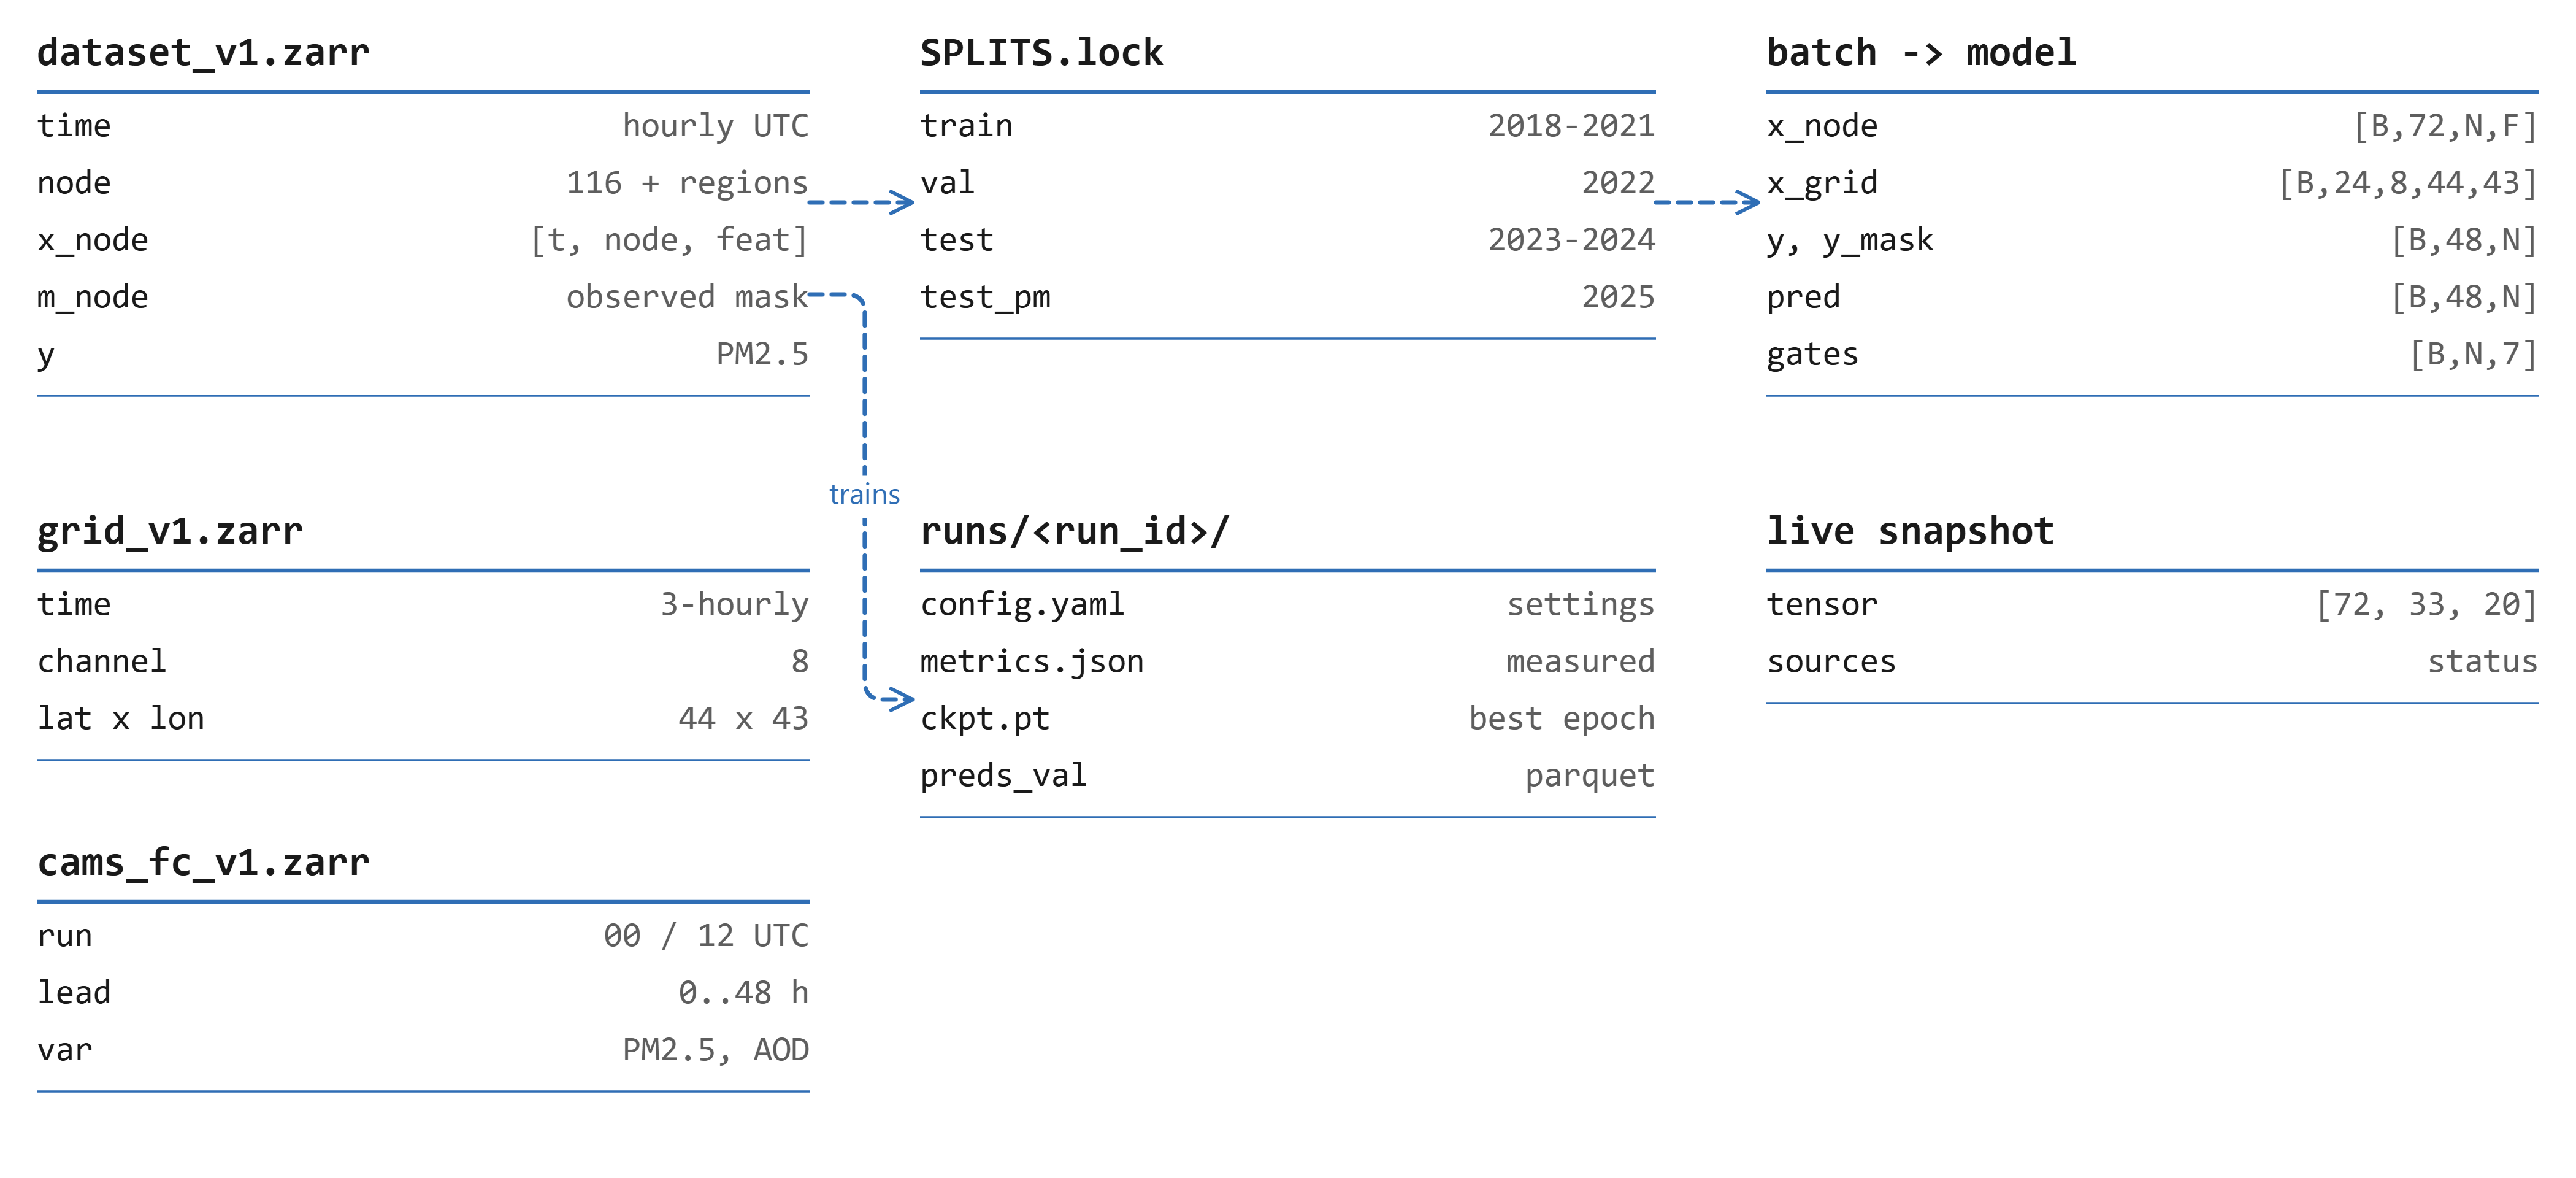 dataset_v1.zarr
time hourly UTC
node 116 + regions
x_node [t, node, feat]
m_node observed mask
y PM2.5
SPLITS.lock
train 2018-2021
val 2022
test 2023-2024
test_pm 2025
batch -> model
x_node [B,72,N,F]
x_grid [B,24,8,44,43]
y, y_mask [B,48,N]
pred [B,48,N]
gates [B,N,7]
trains
grid_v1.zarr
time 3-hourly
channel 8
lat x lon 44 x 43
runs/<run_id>/
config.yaml settings
metrics.json measured
ckpt.pt best epoch
preds_val parquet
live snapshot
tensor [72, 33, 20]
sources status
cams_fc_v1.zarr
run 00 / 12 UTC
lead 0..48 h
var PM2.5, AOD